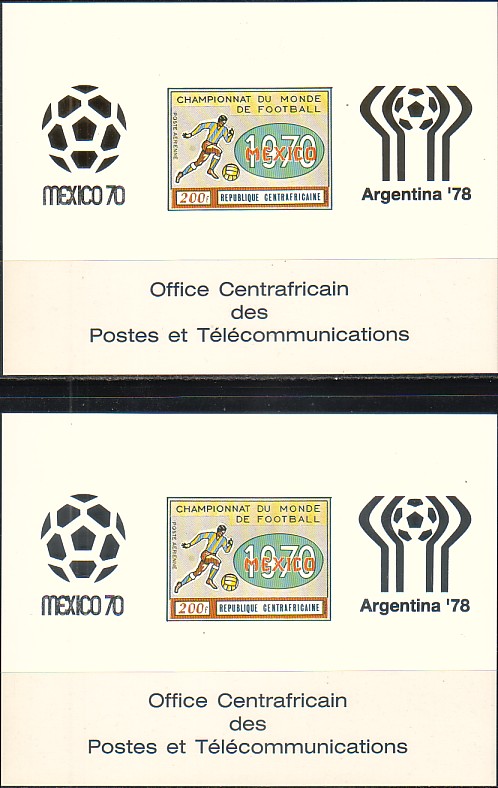 CHAMPIONNAT DU MONDE
DE FOOTBALL
POSTE AÉRIENNE
1970
MEXICO
200F
REPUBLIQUE CENTRAFRICAINE
MEXICO 70
Argentina '78
Office Centrafricain
des
Postes et Télécommunications
CHAMPIONNAT DU MONDE
DE FOOTBALL
POSTE AÉRIENNE
1970
MEXICO
200F
REPUBLIQUE CENTRAFRICAINE
MEXICO 70
Argentina '78
Office Centrafricain
des
Postes et Télécommunications